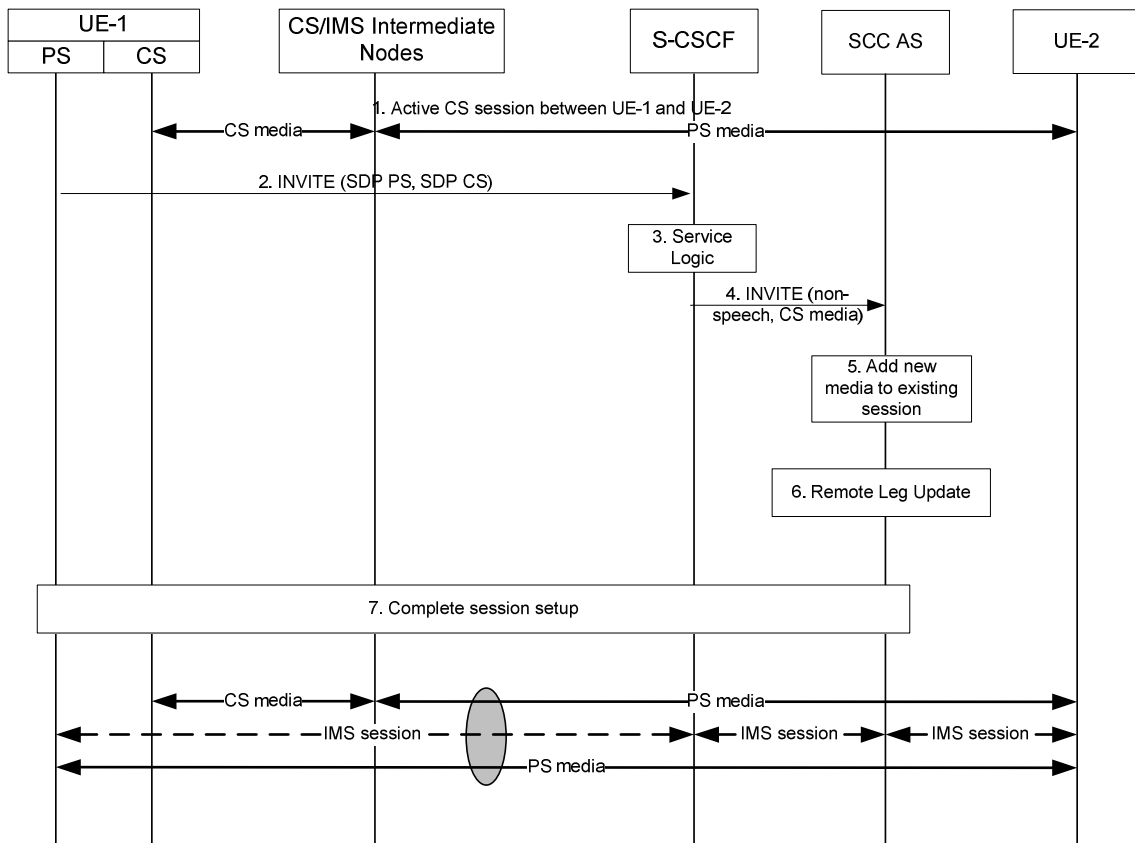 UE-1
PS
CS
CS/IMS Intermediate
Nodes
S-CSCF
SCC AS
UE-2
1. Active CS session between UE-1 and UE-2
CS media
PS media
2. INVITE (SDP PS, SDP CS)
3. Service
Logic
4. INVITE (non-
speech, CS media)
5. Add new
media to existing
session
6. Remote Leg Update
7. Complete session setup
CS media
PS media
IMS session
IMS session
IMS session
PS media